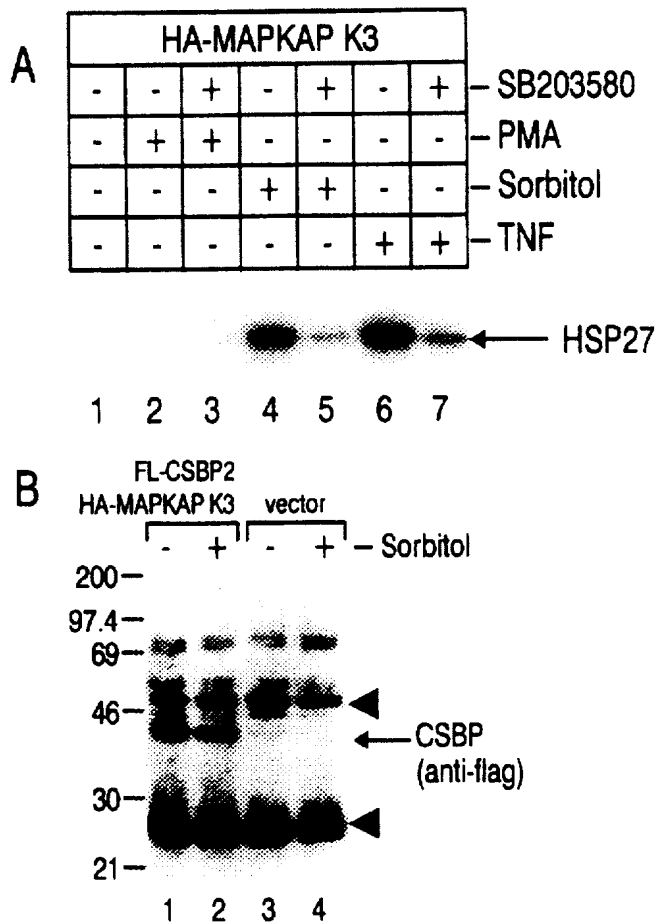 A
HA-MAPKAP K3
- - + - + - + – SB203580
- + + - - - - – PMA
- - - + + - - – Sorbitol
- - - - - + + – TNF
HSP27
1 2 3 4 5 6 7
B
FL-CSBP2
HA-MAPKAP K3 vector
- + - + – Sorbitol
200
97.4
69
46
CSBP
(anti-flag)
30
21
1 2 3 4